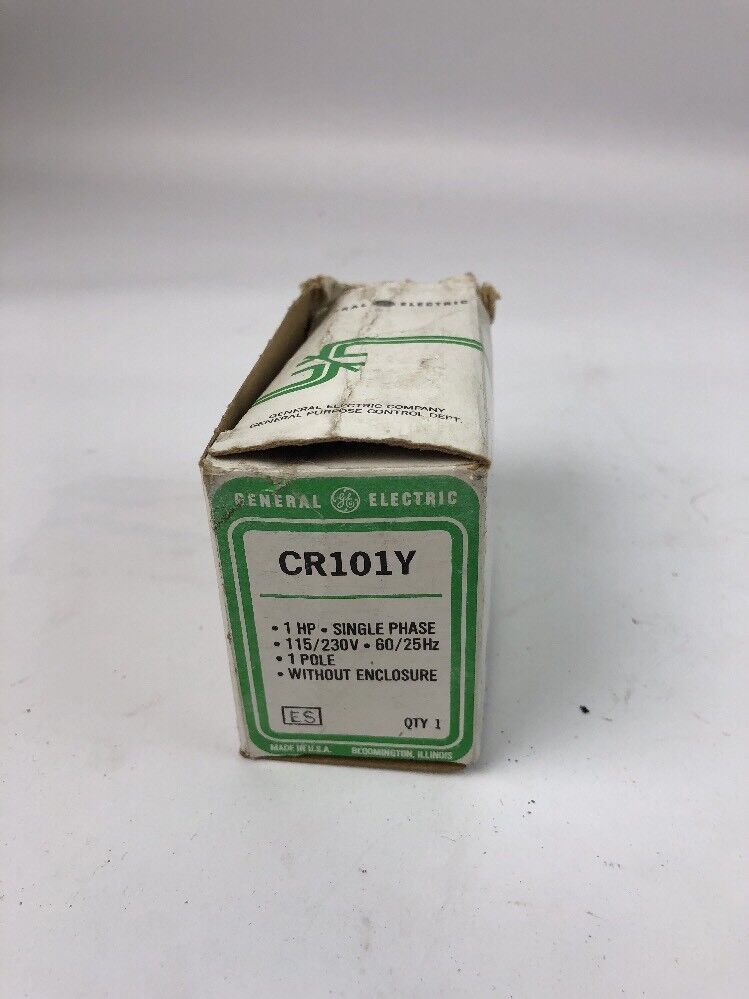 ELECTRIC
GENERAL ELECTRIC COMPANY
GENERAL PURPOSE CONTROL DEPT.
GENERAL GE ELECTRIC
CR101Y
• 1 HP • SINGLE PHASE
• 115/230V • 60/25Hz
• 1 POLE
• WITHOUT ENCLOSURE
ES QTY 1
MADE IN U.S.A. BLOOMINGTON, ILLINOIS